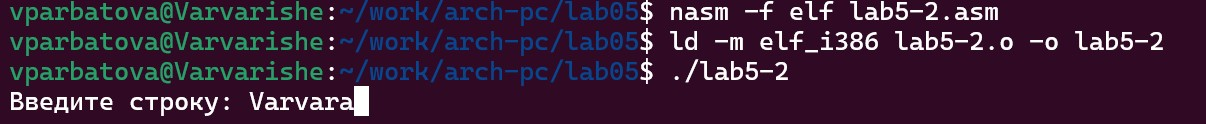 vparbatova@Varvarishe:~/work/arch-pc/lab05$ nasm -f elf lab5-2.asm
vparbatova@Varvarishe:~/work/arch-pc/lab05$ ld -m elf_i386 lab5-2.o -o lab5-2
vparbatova@Varvarishe:~/work/arch-pc/lab05$ ./lab5-2
Введите строку: Varvara